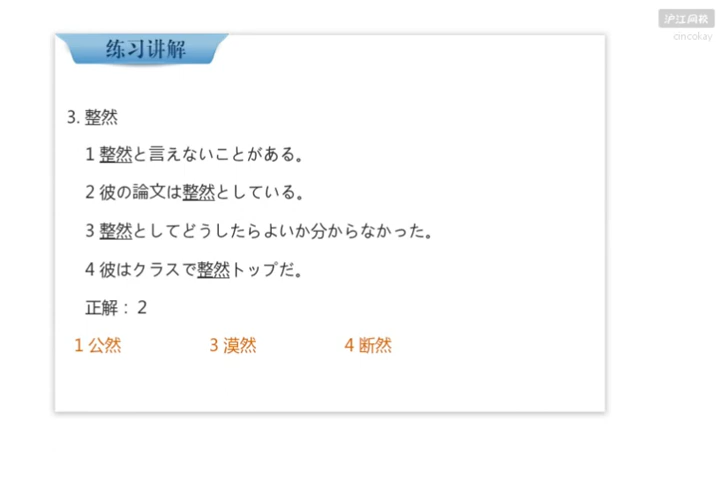 沪江网校
cincokay
练习讲解
3. 整然
1 整然と言えないことがある。
2 彼の論文は整然としている。
3 整然としてどうしたらよいか分からなかった。
4 彼はクラスで整然トップだ。
正解： 2
1 公然 3 漠然 4 断然